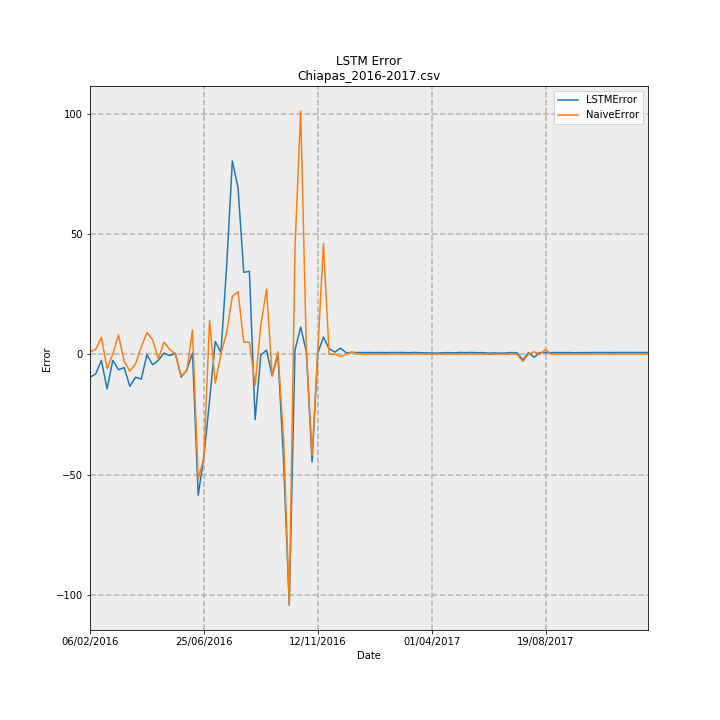 LSTM Error
Chiapas_2016-2017.csv
LSTMError
NaiveError
100
50
0
−50
−100
Error
06/02/2016
25/06/2016
12/11/2016
01/04/2017
19/08/2017
Date